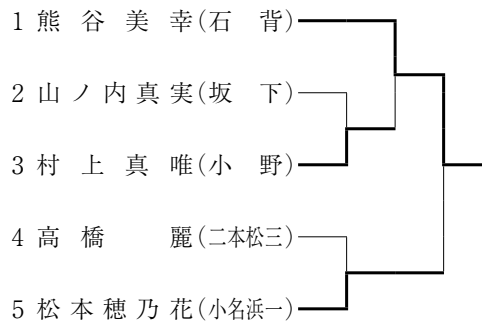 1 熊谷美幸(石背)
2 山ノ内真実(坂下)
3 村上真唯(小野)
4 高橋麗(二本松三)
5 松本穂乃花(小名浜一)